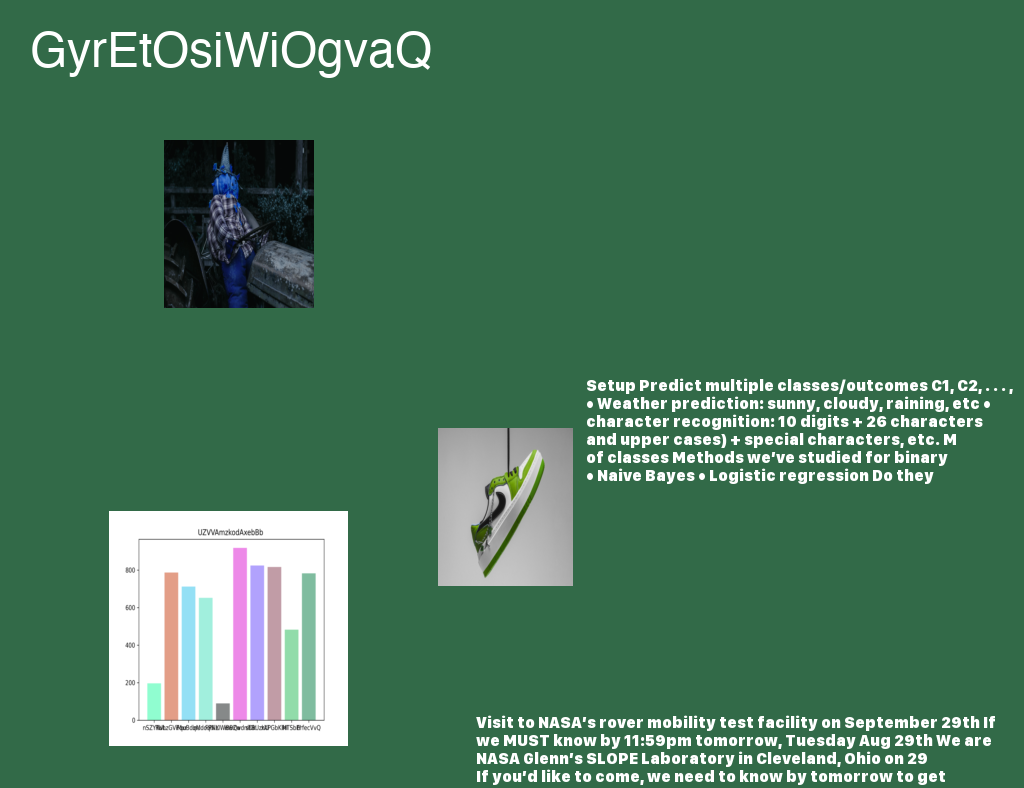 GyrEtOsiWiOgvaQ
Setup Predict multiple classes/outcomes C1, C2, . . . ,
• Weather prediction: sunny, cloudy, raining, etc •
character recognition: 10 digits + 26 characters
and upper cases) + special characters, etc. M
of classes Methods we’ve studied for binary
• Naive Bayes • Logistic regression Do they
UZVVAmzkodAxebBb
800
600
400
200
0
Visit to NASA’s rover mobility test facility on September 29th If
we MUST know by 11:59pm tomorrow, Tuesday Aug 29th We are
NASA Glenn’s SLOPE Laboratory in Cleveland, Ohio on 29
If you’d like to come, we need to know by tomorrow to get